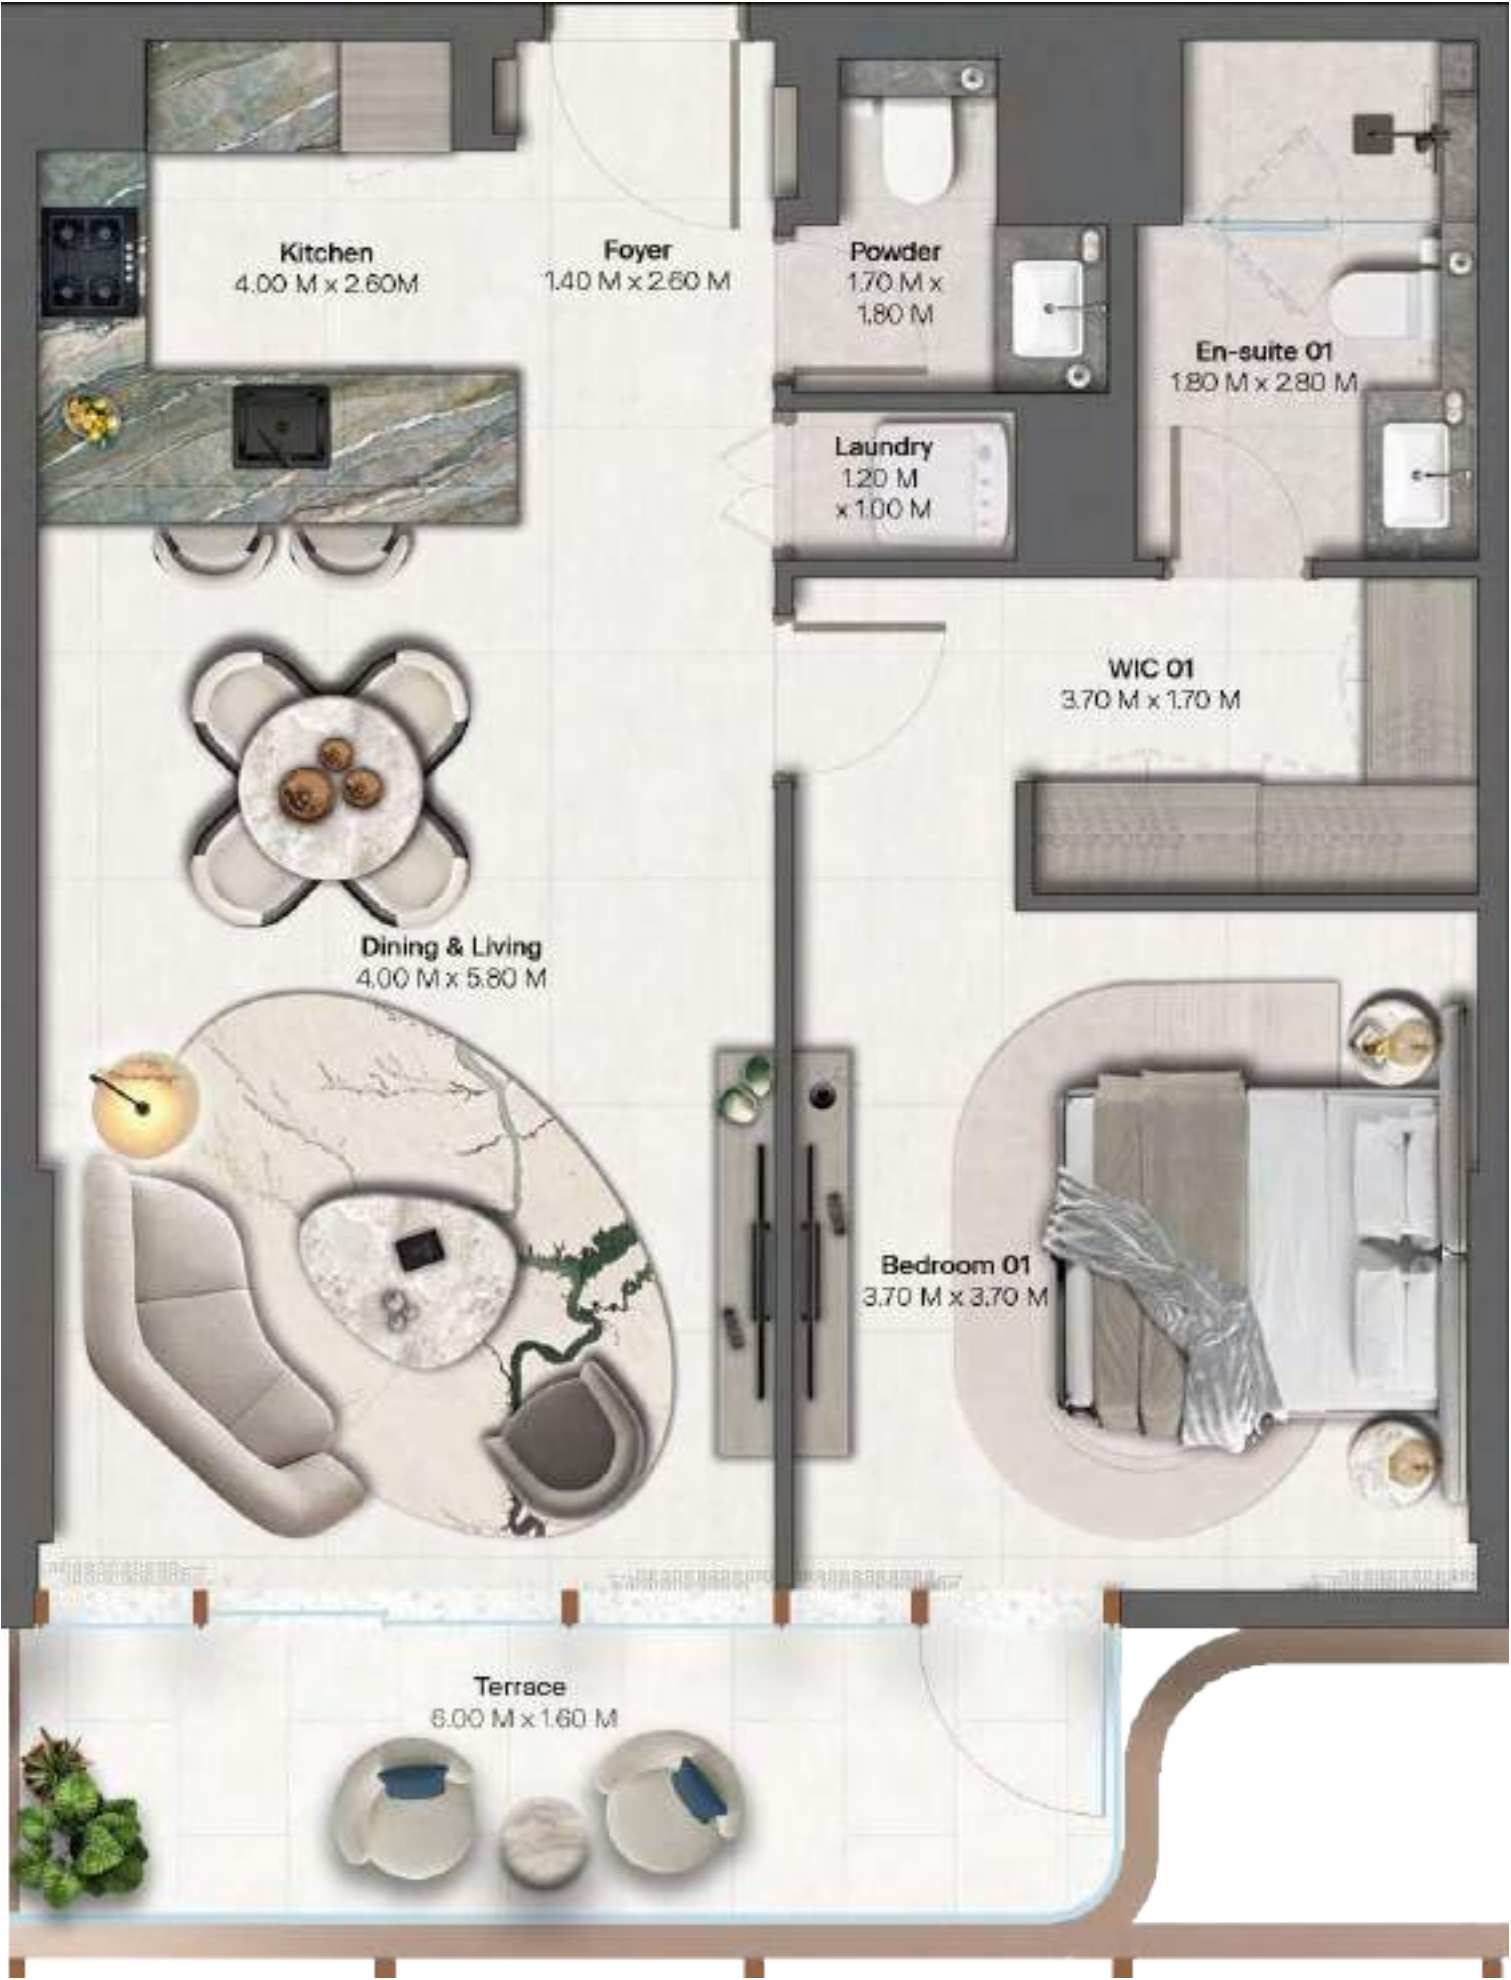 Kitchen
4.00 M x 2.60M
Foyer
1.40 M x 2.60 M
Powder
1.70 M x
1.80 M
En-suite 01
1.80 M x 2.80 M
Laundry
1.20 M
x 1.00 M
WIC 01
3.70 M x 1.70 M
Dining & Living
4.00 M x 5.80 M
Bedroom 01
3.70 M x 3.70 M
Terrace
6.00 M x 1.60 M